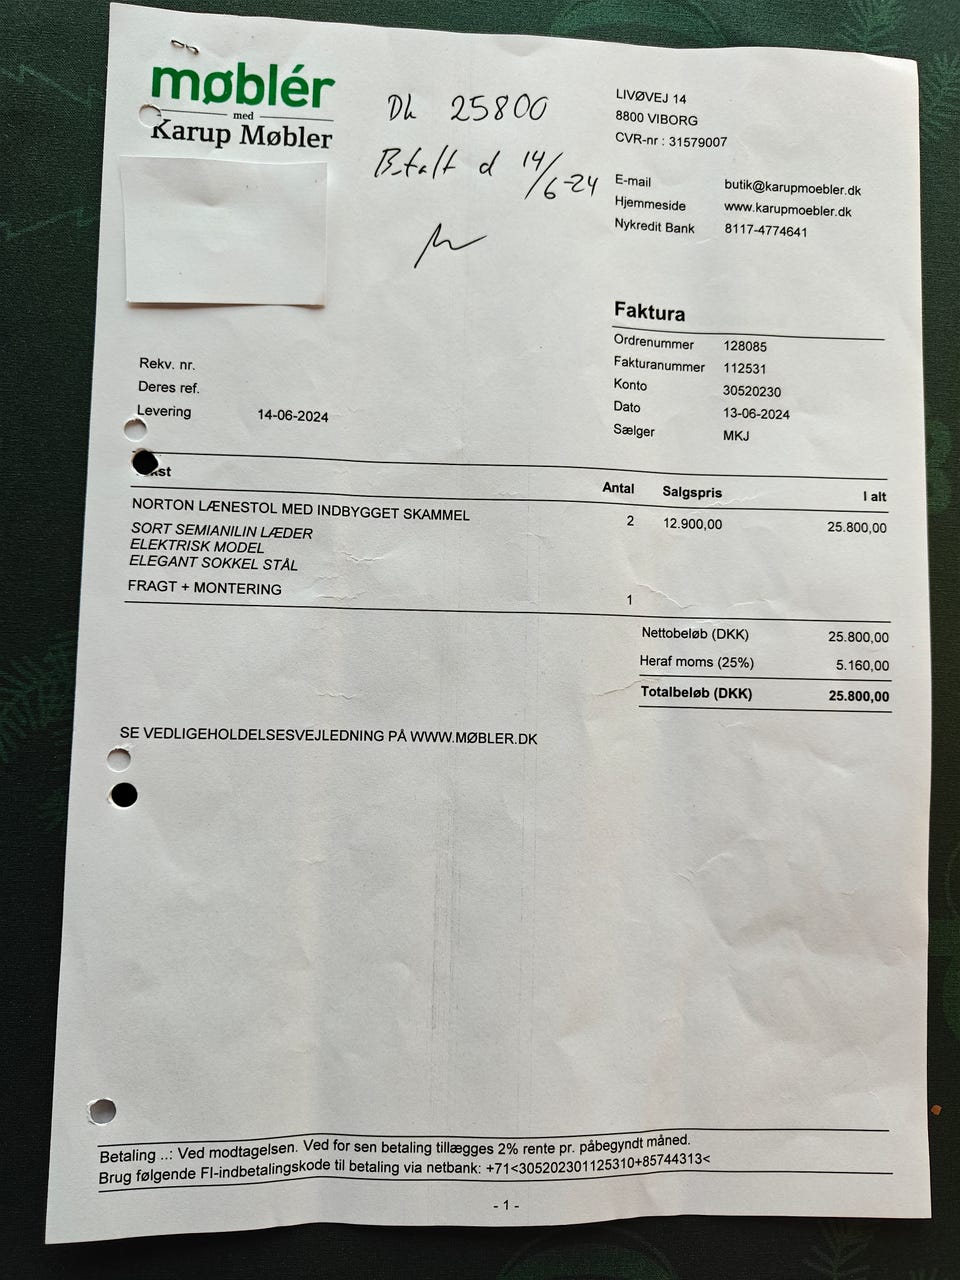 møblér
med
Karup Møbler
Dk 25800
Betalt d 14/6-24
LIVØVEJ 14
8800 VIBORG
CVR-nr : 31579007
E-mail butik@karupmoebler.dk
Hjemmeside www.karupmoebler.dk
Nykredit Bank 8117-4774641
Faktura
Ordrenummer 128085
Fakturanummer 112531
Konto 30520230
Dato 13-06-2024
Sælger MKJ
Rekv. nr.
Deres ref.
Levering 14-06-2024
Antal Salgspris I alt
NORTON LÆNESTOL MED INDBYGGET SKAMMEL 2 12.900,00 25.800,00
SORT SEMIANILIN LÆDER
ELEKTRISK MODEL
ELEGANT SOKKEL STÅL
FRAGT + MONTERING 1
Nettobeløb (DKK) 25.800,00
Heraf moms (25%) 5.160,00
Totalbeløb (DKK) 25.800,00
SE VEDLIGEHOLDELSESVEJLEDNING PÅ WWW.MØBLER.DK
Betaling ..: Ved modtagelsen. Ved for sen betaling tillægges 2% rente pr. påbegyndt måned.
Brug følgende FI-indbetalingskode til betaling via netbank: +71<305202301125310+85744313<
- 1 -